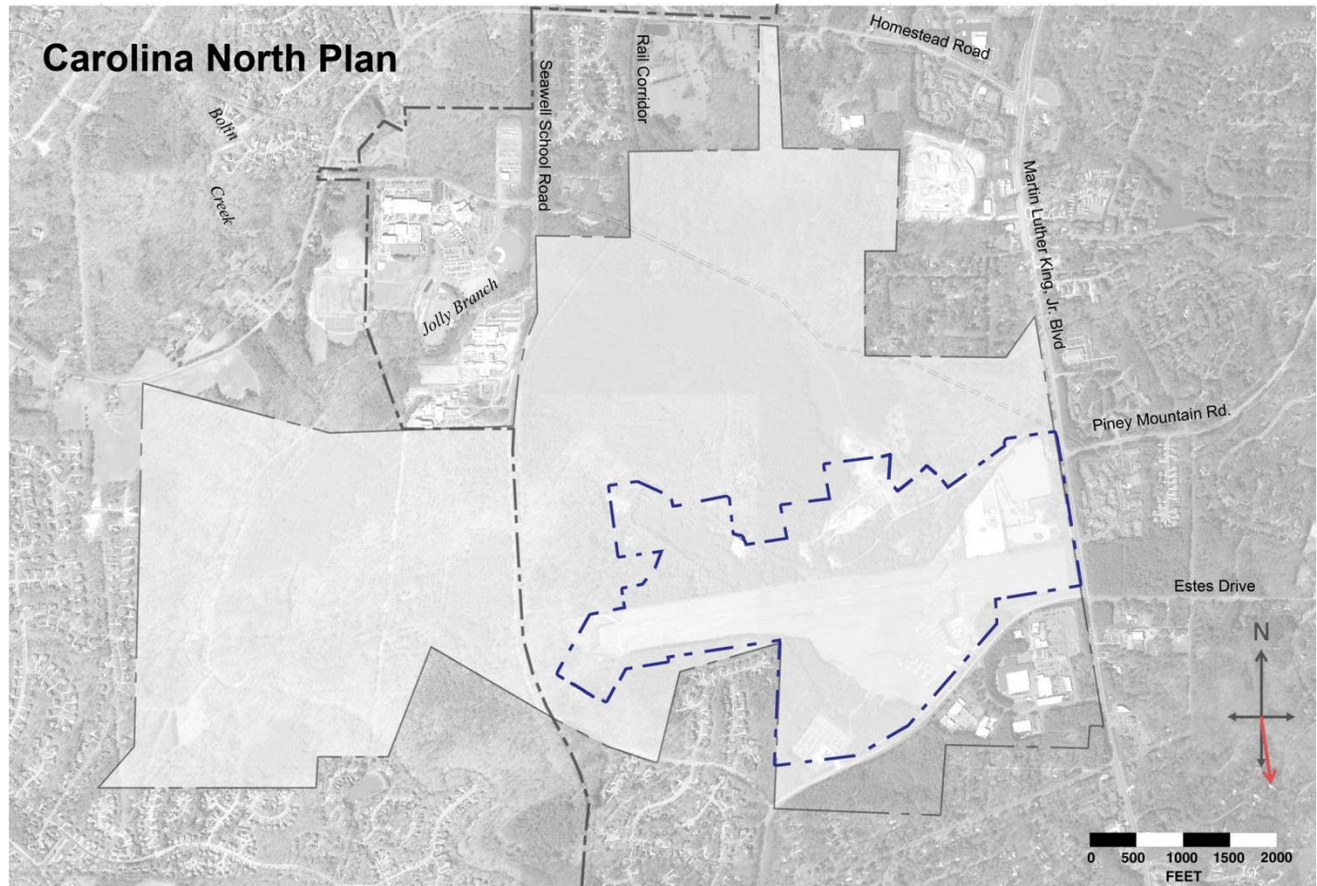 Carolina North Plan
Homestead Road
Bolin
Creek
Seawell School Road
Rail Corridor
Martin Luther King, Jr. Blvd
Jolly Branch
Piney Mountain Rd.
Estes Drive
N
0 500 1000 1500 2000
FEET